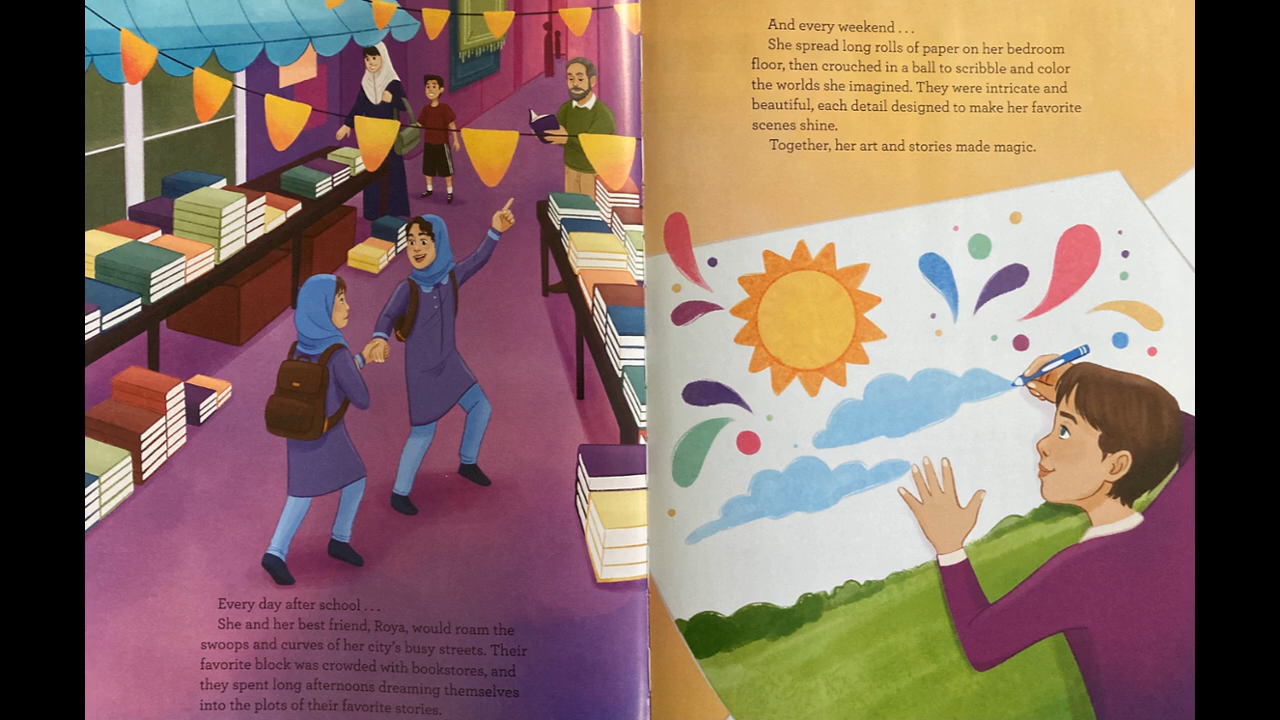 Every day after school . . .
She and her best friend, Roya, would roam the
swoops and curves of her city's busy streets. Their
favorite block was crowded with bookstores, and
they spent long afternoons dreaming themselves
into the plots of their favorite stories.
And every weekend . . .
She spread long rolls of paper on her bedroom
floor, then crouched in a ball to scribble and color
the worlds she imagined. They were intricate and
beautiful, each detail designed to make her favorite
scenes shine.
Together, her art and stories made magic.